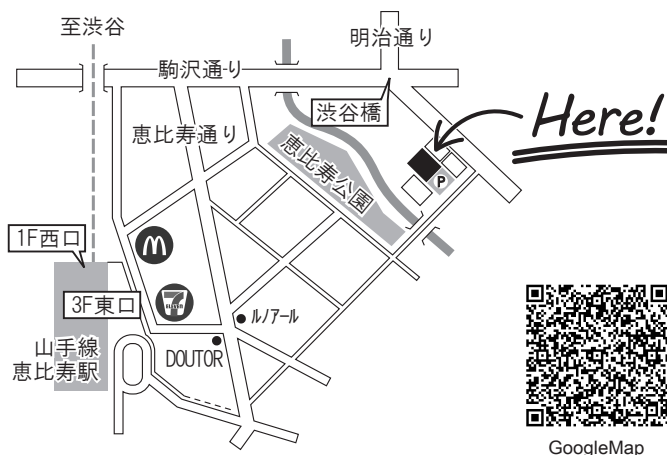 至渋谷
明治通り
駒沢通り
渋谷橋
Here!
恵比寿通り
恵比寿公園
P
1F西口
3F東口
7
ELEVEN
ルノアール
DOUTOR
山手線
恵比寿駅
GoogleMap